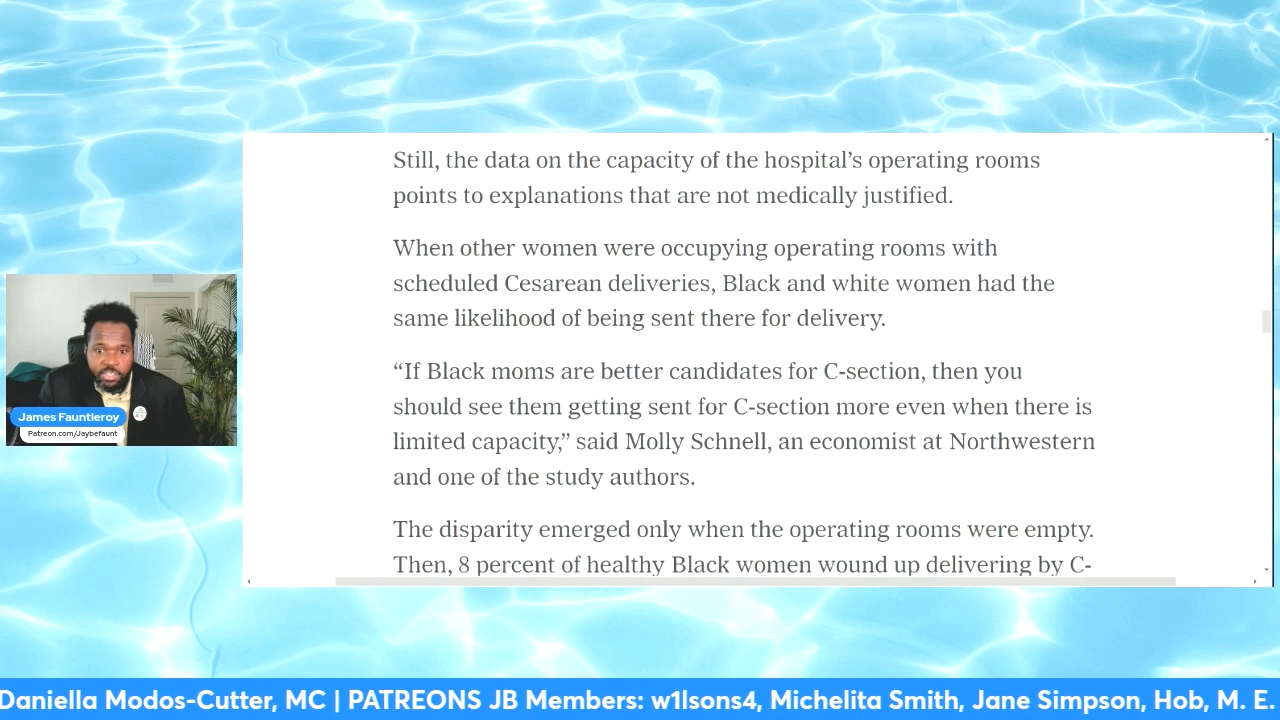 Still, the data on the capacity of the hospital’s operating rooms
points to explanations that are not medically justified.
When other women were occupying operating rooms with
scheduled Cesarean deliveries, Black and white women had the
same likelihood of being sent there for delivery.
“If Black moms are better candidates for C-section, then you
should see them getting sent for C-section more even when there is
limited capacity,” said Molly Schnell, an economist at Northwestern
and one of the study authors.
The disparity emerged only when the operating rooms were empty.
Then, 8 percent of healthy Black women wound up delivering by C-
James Fauntleroy
Patreon.com/Jaybefaunt
Daniella Modos-Cutter, MC | PATREONS JB Members: w1lsons4, Michelita Smith, Jane Simpson, Hob, M. E.